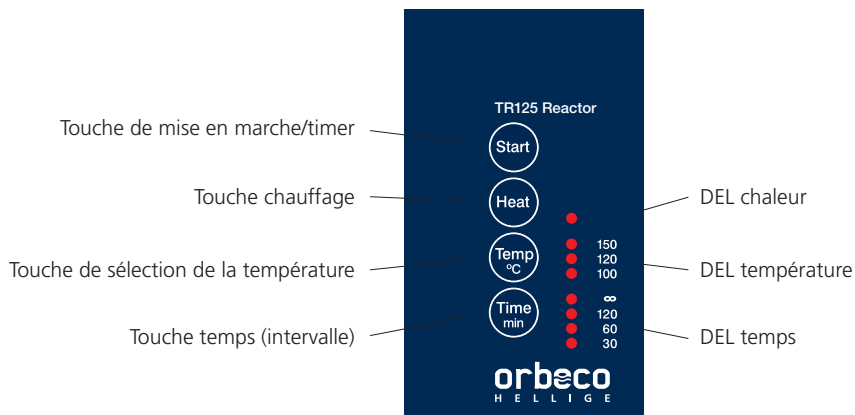 TR125 Reactor
Touche de mise en marche/timer
Start
Touche chauffage
Heat
DEL chaleur
Touche de sélection de la température
Temp
°C
150
120
100
DEL température
Touche temps (intervalle)
Time
min
∞
120
60
30
DEL temps
orbeco
HELLIGE